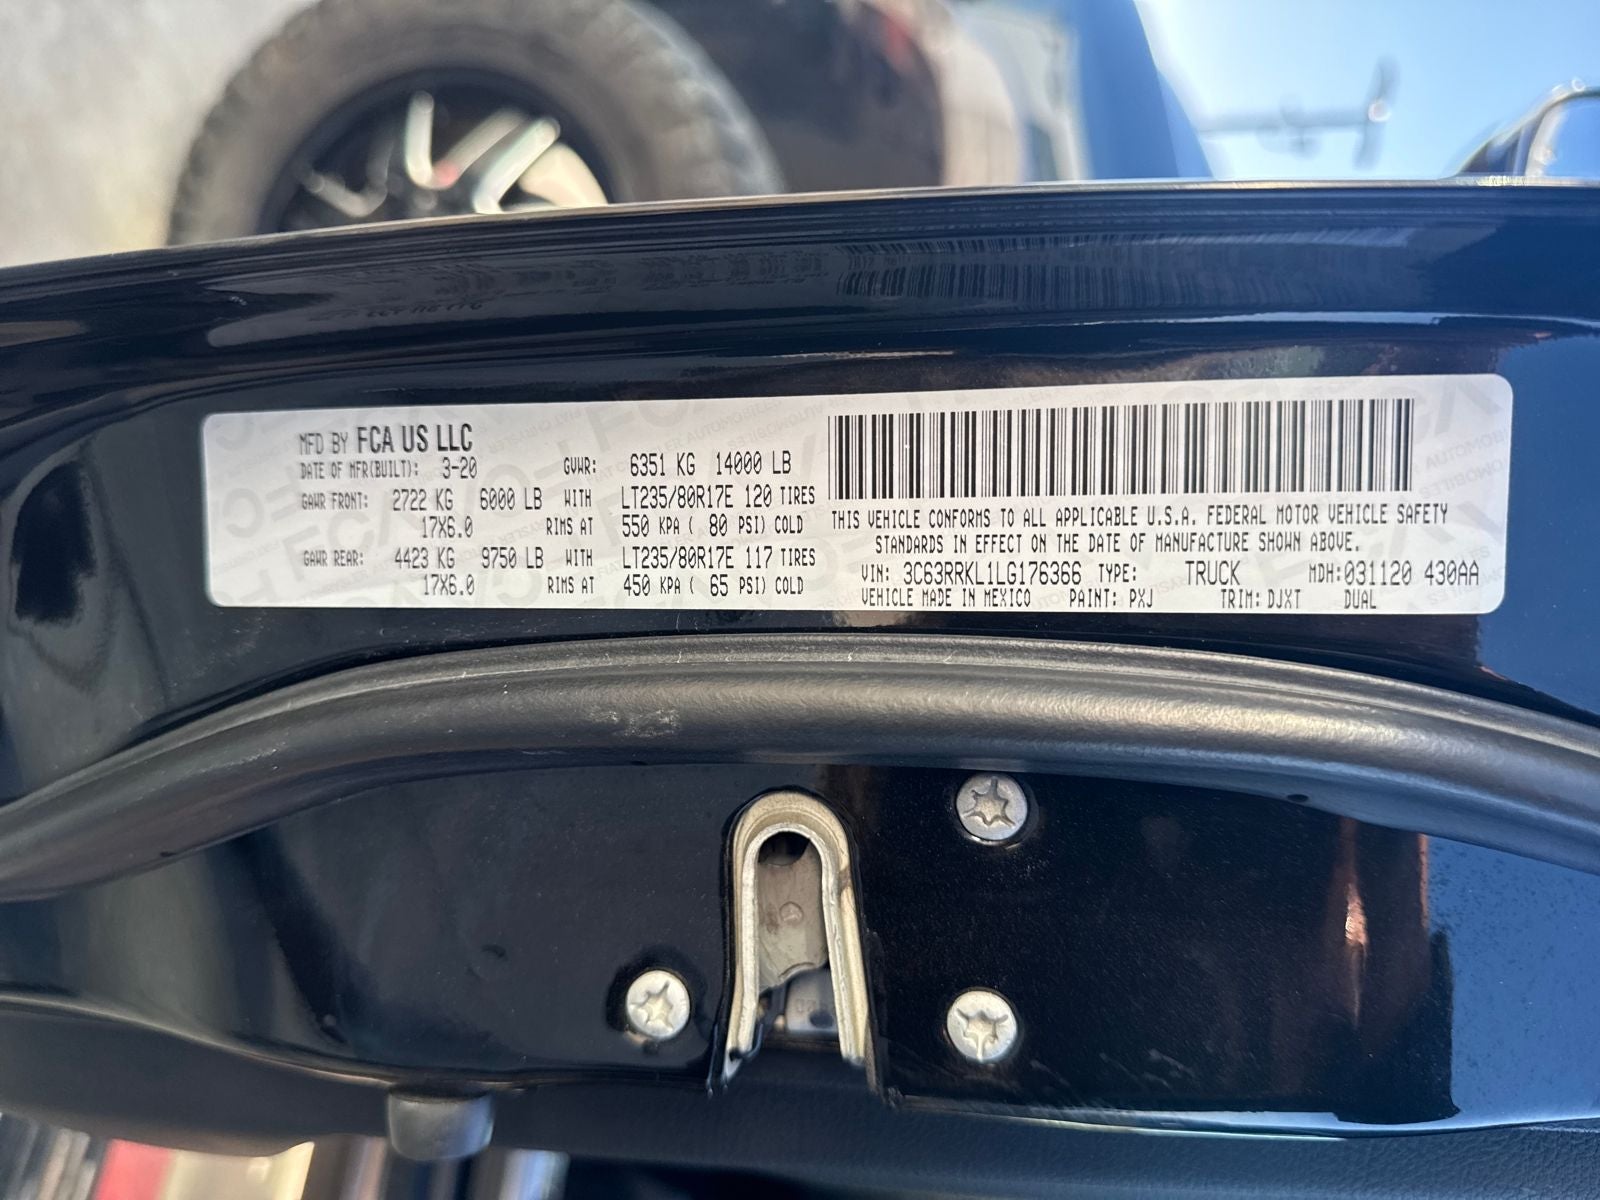 MFD BY FCA US LLC
DATE OF MFR(BUILT): 3-20 GVWR: 6351 KG 14000 LB
GAWR FRONT: 2722 KG 6000 LB WITH LT235/80R17E 120 TIRES
17X6.0 RIMS AT 550 KPA ( 80 PSI) COLD
GAWR REAR: 4423 KG 9750 LB WITH LT235/80R17E 117 TIRES
17X6.0 RIMS AT 450 KPA ( 65 PSI) COLD
THIS VEHICLE CONFORMS TO ALL APPLICABLE U.S.A. FEDERAL MOTOR VEHICLE SAFETY
STANDARDS IN EFFECT ON THE DATE OF MANUFACTURE SHOWN ABOVE.
VIN: 3C63RRKL1LG176366 TYPE: TRUCK MDH:031120 430AA
VEHICLE MADE IN MEXICO PAINT: PXJ TRIM: DJXT DUAL